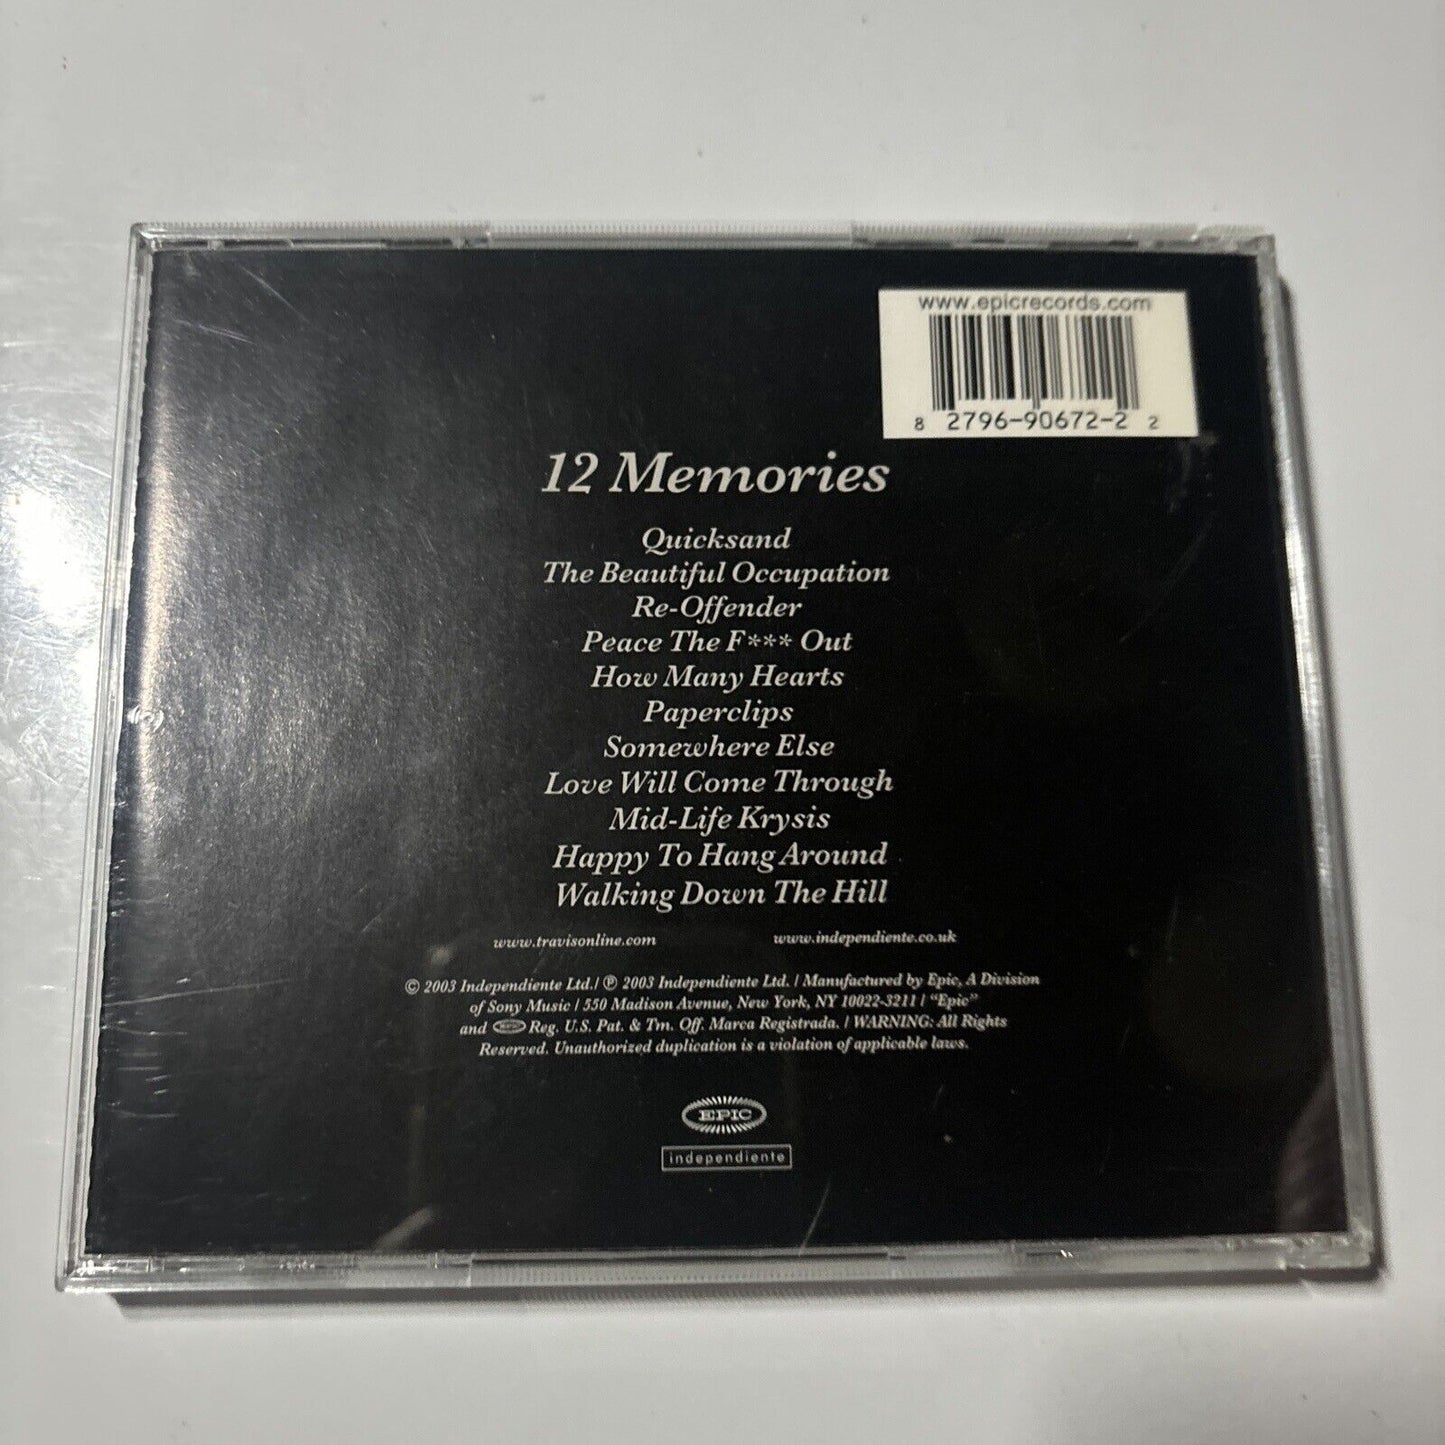 www.epicrecords.com
8 2796-90672-2 2
12 Memories
Quicksand
The Beautiful Occupation
Re-Offender
Peace The F*** Out
How Many Hearts
Paperclips
Somewhere Else
Love Will Come Through
Mid-Life Krysis
Happy To Hang Around
Walking Down The Hill
www.travisonline.com www.independiente.co.uk
© 2003 Independiente Ltd./ ℗ 2003 Independiente Ltd. / Manufactured by Epic, A Division
of Sony Music / 550 Madison Avenue, New York, NY 10022-3211 / "Epic"
and EPIC Reg. U.S. Pat. & Tm. Off. Marca Registrada. / WARNING: All Rights
Reserved. Unauthorized duplication is a violation of applicable laws.
EPIC
independiente